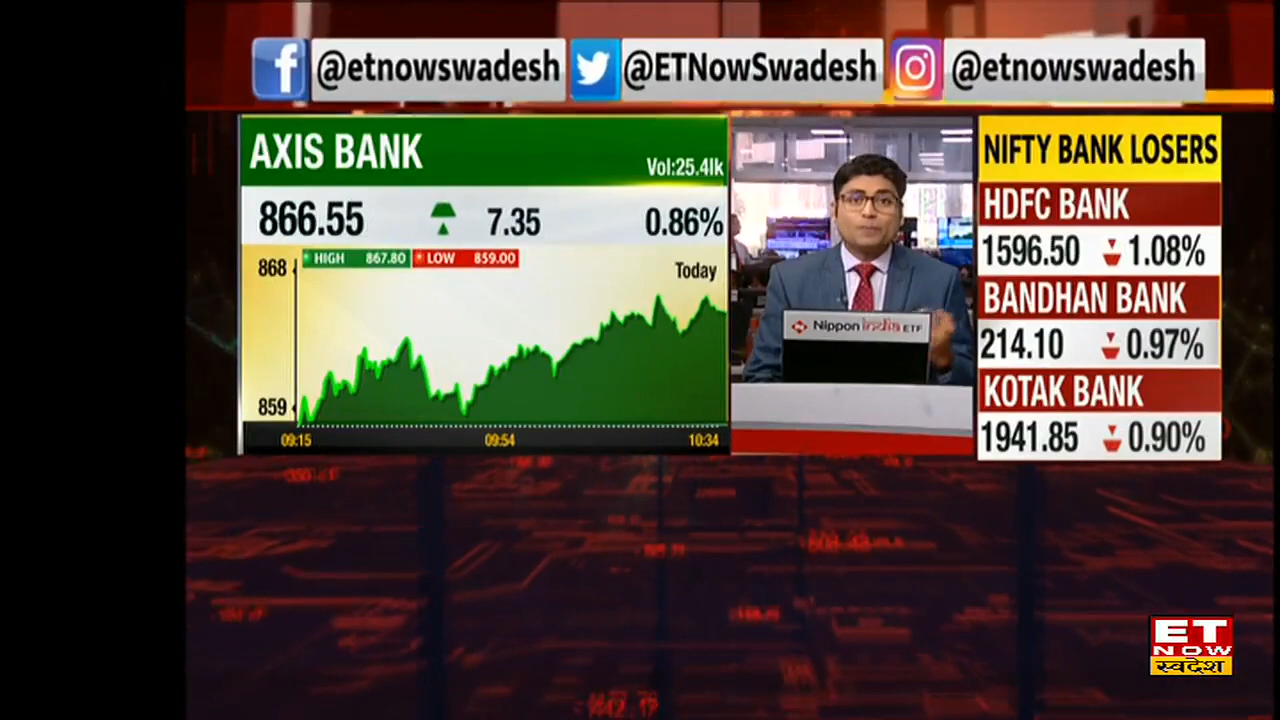 @etnowswadesh
@ETNowSwadesh
@etnowswadesh
AXIS BANK
Vol:25.4lk
866.55 7.35 0.86%
HIGH 867.80 LOW 859.00
Today
868
859
09:15 09:54 10:34
Nippon india ETF
NIFTY BANK LOSERS
HDFC BANK
1596.50 1.08%
BANDHAN BANK
214.10 0.97%
KOTAK BANK
1941.85 0.90%
ET
NOW
स्वदेश